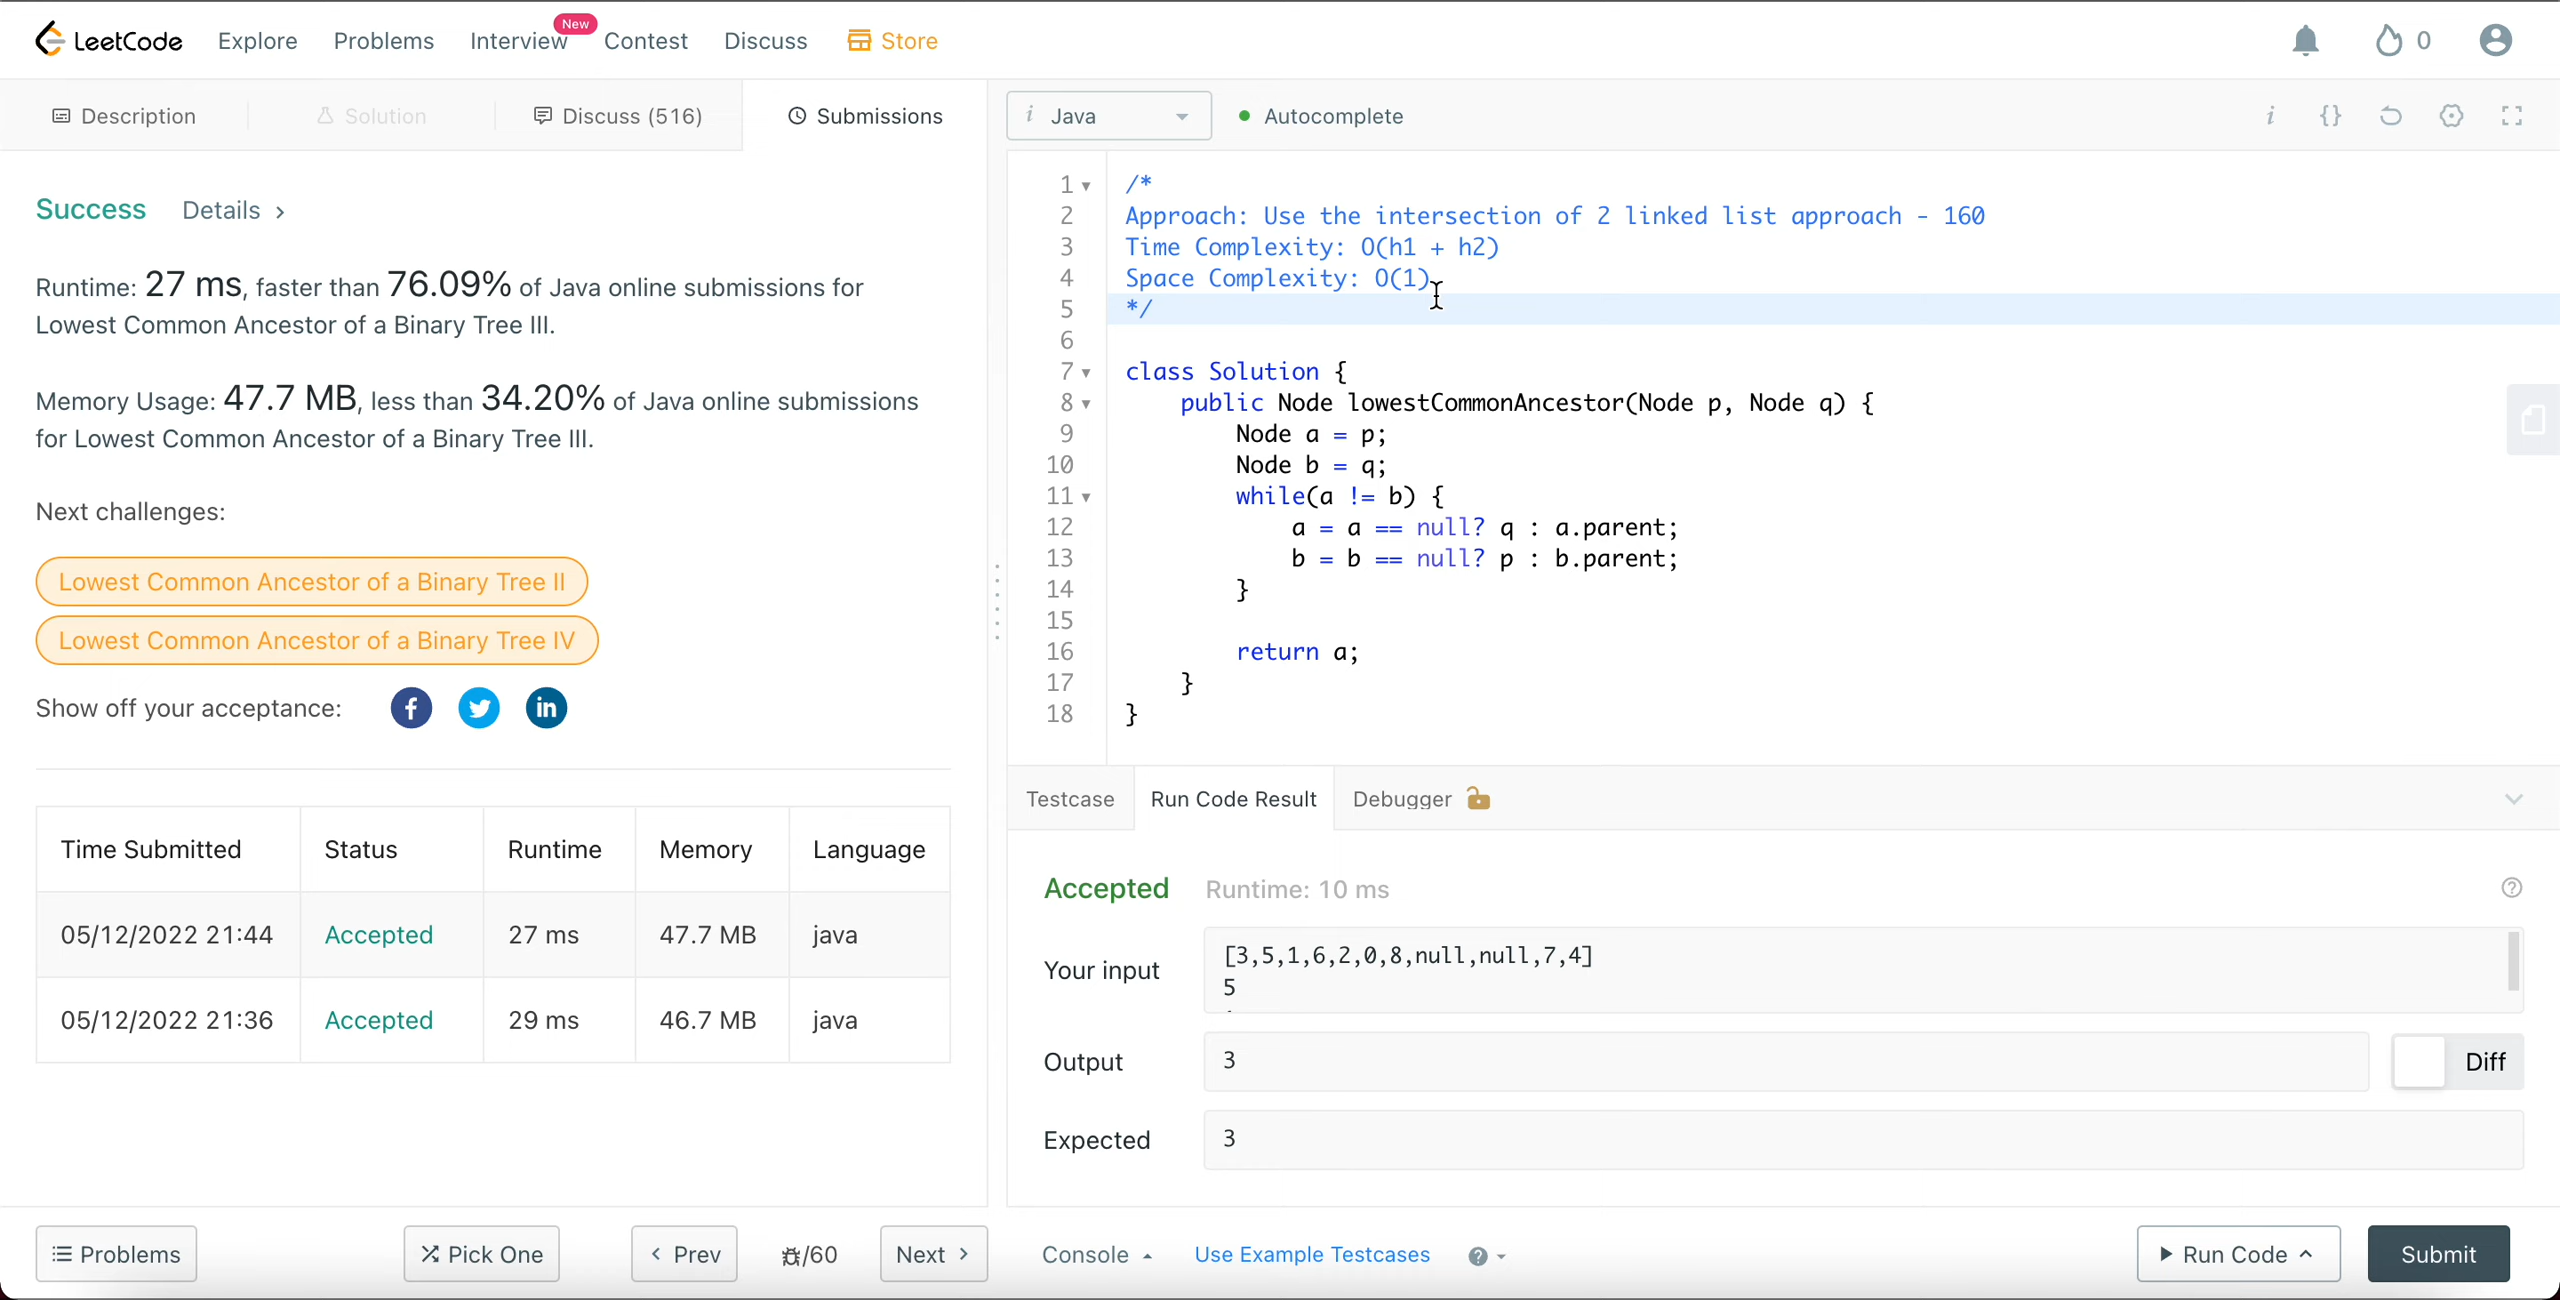 LeetCode Explore Problems Interview New Contest Discuss Store 0
Description Solution Discuss (516) Submissions
Success Details >
Runtime: 27 ms, faster than 76.09% of Java online submissions for
Lowest Common Ancestor of a Binary Tree III.
Memory Usage: 47.7 MB, less than 34.20% of Java online submissions
for Lowest Common Ancestor of a Binary Tree III.
Next challenges:
Lowest Common Ancestor of a Binary Tree II
Lowest Common Ancestor of a Binary Tree IV
Show off your acceptance:
Time Submitted Status Runtime Memory Language
05/12/2022 21:44 Accepted 27 ms 47.7 MB java
05/12/2022 21:36 Accepted 29 ms 46.7 MB java
Problems Pick One < Prev /60 Next >
i Java Autocomplete i {}
1 /*
2 Approach: Use the intersection of 2 linked list approach - 160
3 Time Complexity: O(h1 + h2)
4 Space Complexity: O(1)
5 */
6
7 class Solution {
8 public Node lowestCommonAncestor(Node p, Node q) {
9 Node a = p;
10 Node b = q;
11 while(a != b) {
12 a = a == null? q : a.parent;
13 b = b == null? p : b.parent;
14 }
15
16 return a;
17 }
18 }
Testcase Run Code Result Debugger
Accepted Runtime: 10 ms
Your input
[3,5,1,6,2,0,8,null,null,7,4]
5
Output 3 Diff
Expected 3
Console Use Example Testcases Run Code Submit